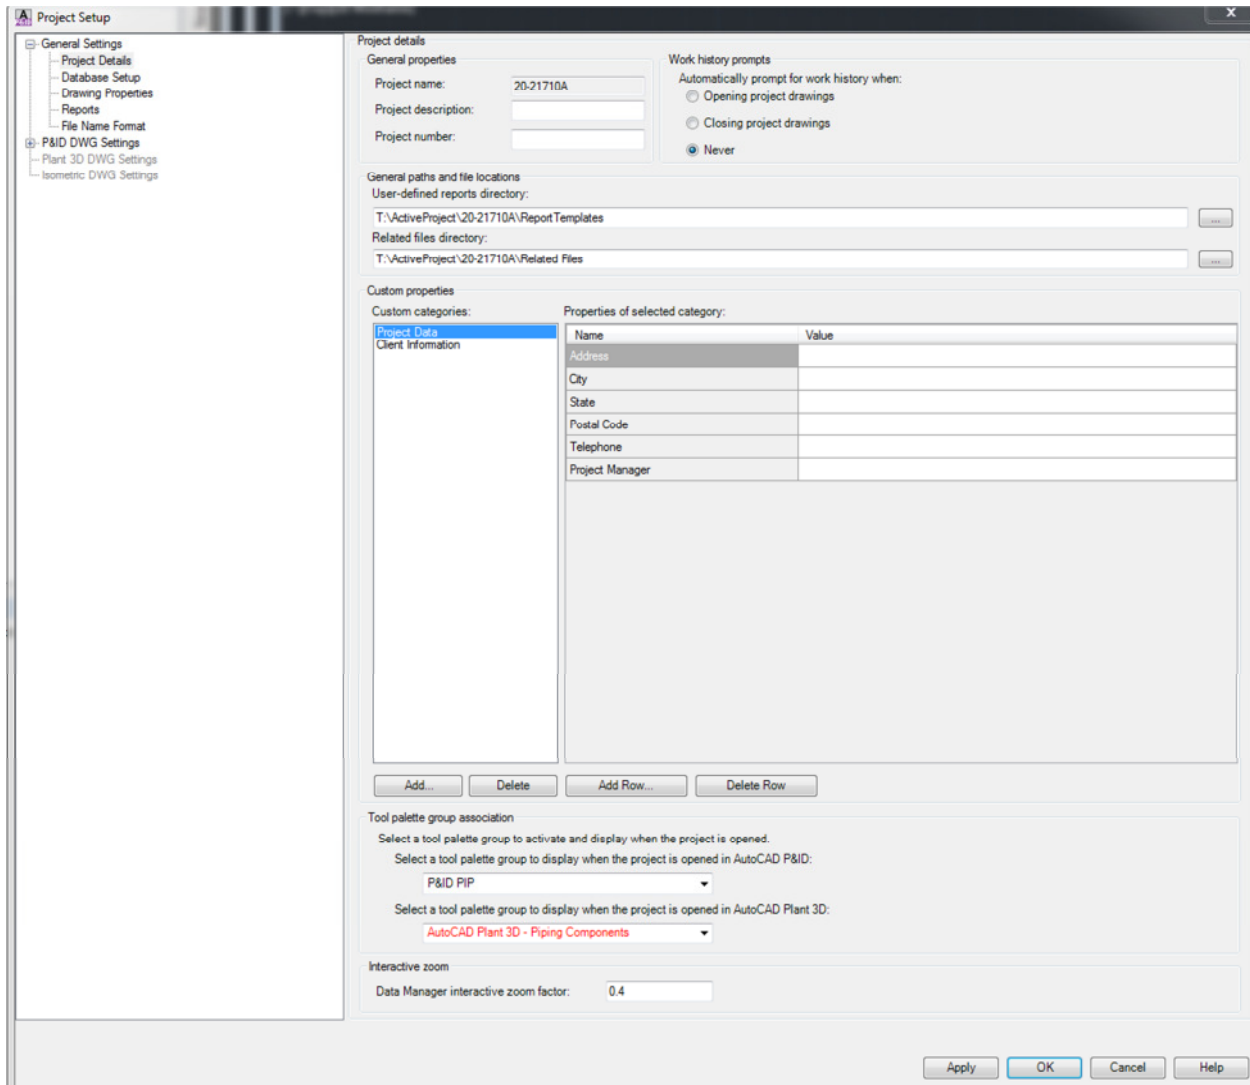 Project Setup
x
General Settings
Project Details
Database Setup
Drawing Properties
Reports
File Name Format
P&ID DWG Settings
Plant 3D DWG Settings
Isometric DWG Settings
Project details
General properties
Project name: 20-21710A
Project description:
Project number:
Work history prompts
Automatically prompt for work history when:
Opening project drawings
Closing project drawings
Never
General paths and file locations
User-defined reports directory:
T:\ActiveProject\20-21710A\ReportTemplates
...
Related files directory:
T:\ActiveProject\20-21710A\Related Files
...
Custom properties
Custom categories:
Project Data
Client Information
Properties of selected category:
Name Value
Address
City
State
Postal Code
Telephone
Project Manager
Add... Delete Add Row... Delete Row
Tool palette group association
Select a tool palette group to activate and display when the project is opened.
Select a tool palette group to display when the project is opened in AutoCAD P&ID:
P&ID PIP
Select a tool palette group to display when the project is opened in AutoCAD Plant 3D:
AutoCAD Plant 3D - Piping Components
Interactive zoom
Data Manager interactive zoom factor: 0.4
Apply OK Cancel Help